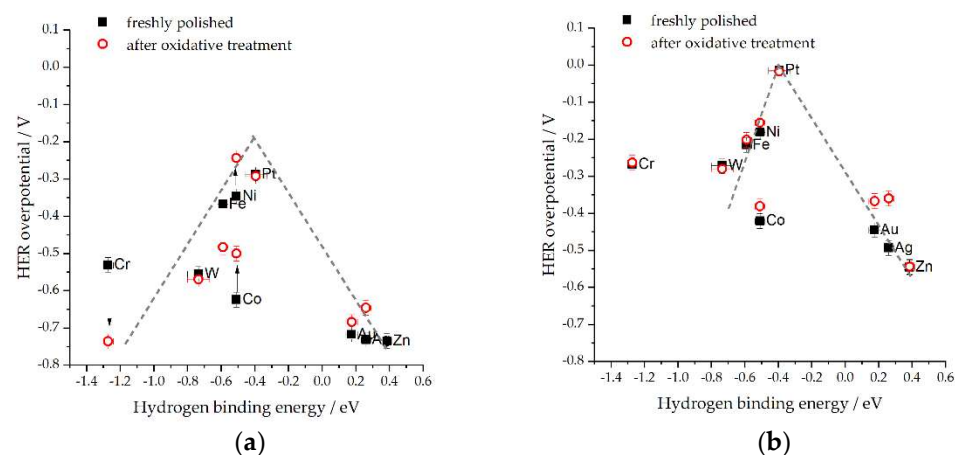 freshly polished
after oxidative treatment
-0.1
0.0
-0.1
-0.2
-0.3
-0.4
-0.5
-0.6
-0.7
-0.8
HER overpotential / V
Cr
W
Fe
Ni
Co
Pt
Au
Zn
-1.4 -1.2 -1.0 -0.8 -0.6 -0.4 -0.2 0.0 0.2 0.4 0.6
Hydrogen binding energy / eV
(a)
freshly polished
after oxidative treatment
0.1
0.0
-0.1
-0.2
-0.3
-0.4
-0.5
-0.6
-0.7
-0.8
HER overpotential / V
Pt
Ni
Fe
Cr
W
Co
Au
Ag
Zn
-1.4 -1.2 -1.0 -0.8 -0.6 -0.4 -0.2 0.0 0.2 0.4 0.6
Hydrogen binding energy / eV
(b)